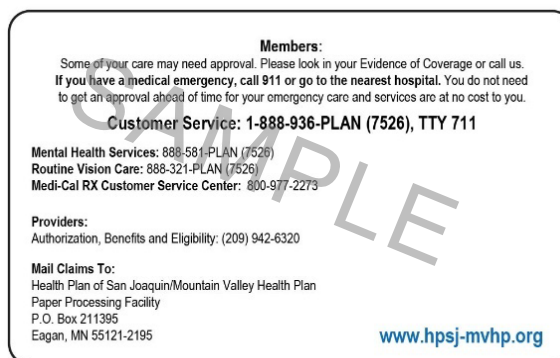 Members:
Some of your care may need approval. Please look in your Evidence of Coverage or call us.
If you have a medical emergency, call 911 or go to the nearest hospital. You do not need
to get an approval ahead of time for your emergency care and services are at no cost to you.
Customer Service: 1-888-936-PLAN (7526), TTY 711
Mental Health Services: 888-581-PLAN (7526)
Routine Vision Care: 888-321-PLAN (7526)
Medi-Cal RX Customer Service Center: 800-977-2273
SAMPLE
Providers:
Authorization, Benefits and Eligibility: (209) 942-6320
Mail Claims To:
Health Plan of San Joaquin/Mountain Valley Health Plan
Paper Processing Facility
P.O. Box 211395
Eagan, MN 55121-2195
www.hpsj-mvhp.org